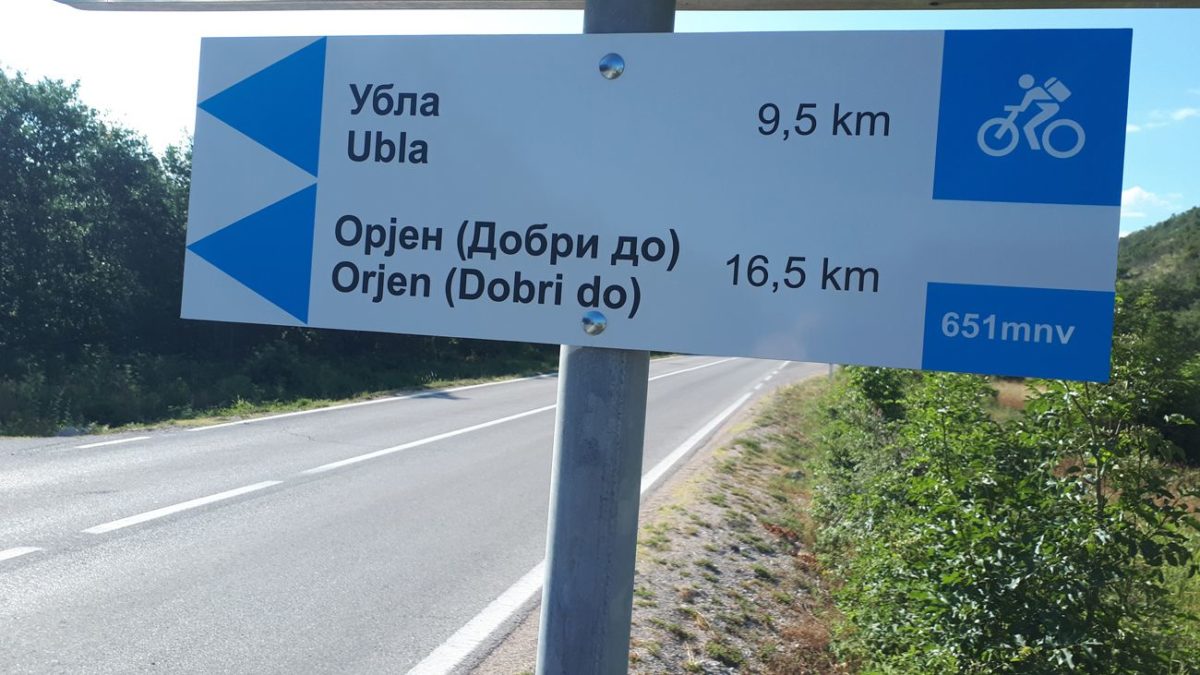 Убла
Ubla
9,5 km
Орјен (Добри до)
Orjen (Dobri do)
16,5 km
651mnv